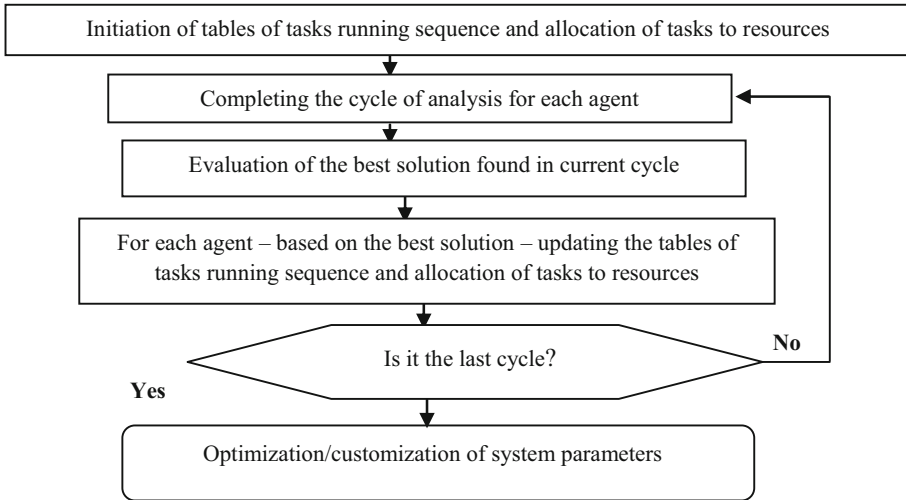 Initiation of tables of tasks running sequence and allocation of tasks to resources
Completing the cycle of analysis for each agent
Evaluation of the best solution found in current cycle
For each agent – based on the best solution – updating the tables of
tasks running sequence and allocation of tasks to resources
Is it the last cycle?
No
Yes
Optimization/customization of system parameters